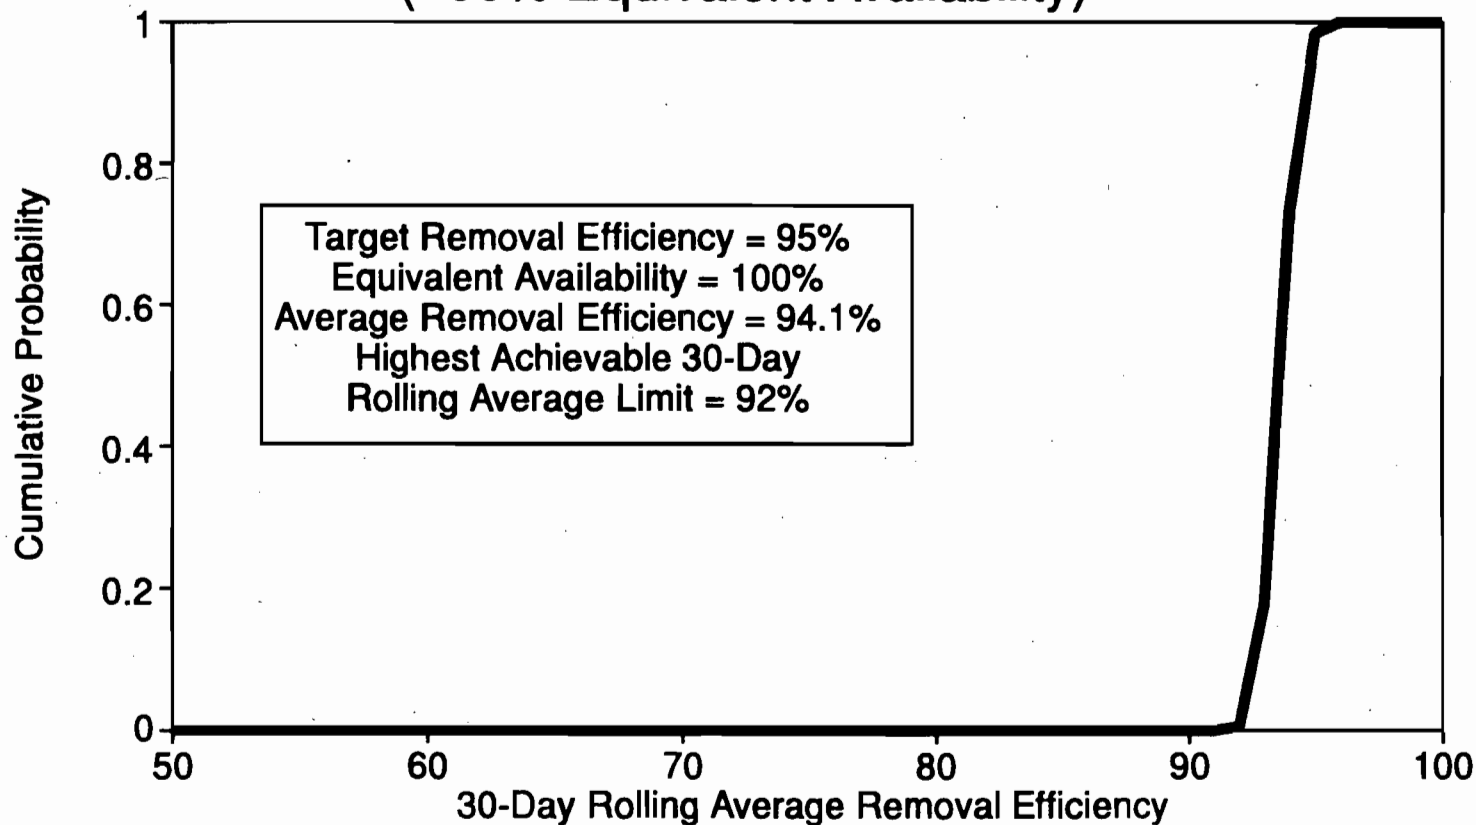 Equivalent Availability)
1
0.8
0.6
0.4
0.2
0
Cumulative Probability
Target Removal Efficiency = 95%
Equivalent Availability = 100%
Average Removal Efficiency = 94.1%
Highest Achievable 30-Day
Rolling Average Limit = 92%
50 60 70 80 90 100
30-Day Rolling Average Removal Efficiency